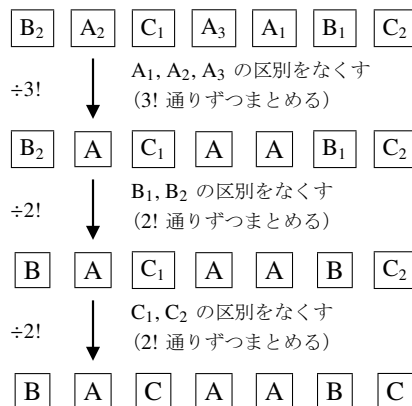 B₂ A₂ C₁ A₃ A₁ B₁ C₂
÷3!
A₁, A₂, A₃ の区別をなくす
（3! 通りずつまとめる）
B₂ A C₁ A A B₁ C₂
÷2!
B₁, B₂ の区別をなくす
（2! 通りずつまとめる）
B A C₁ A A B C₂
÷2!
C₁, C₂ の区別をなくす
（2! 通りずつまとめる）
B A C A A B C